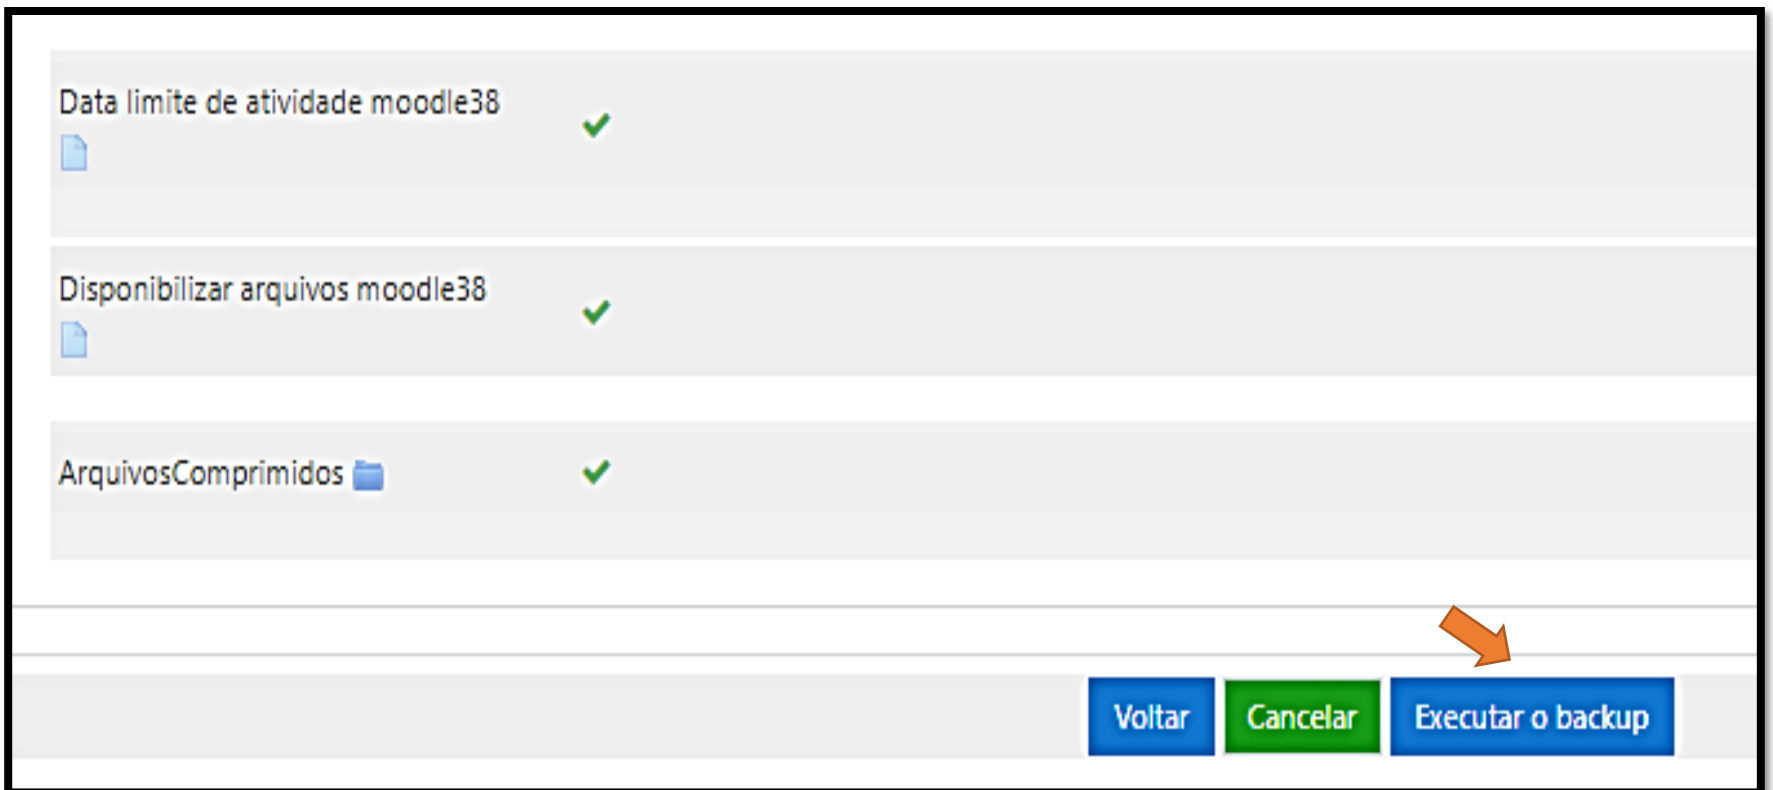 Data limite de atividade moodle38
Disponibilizar arquivos moodle38
ArquivosComprimidos
Voltar
Cancelar
Executar o backup